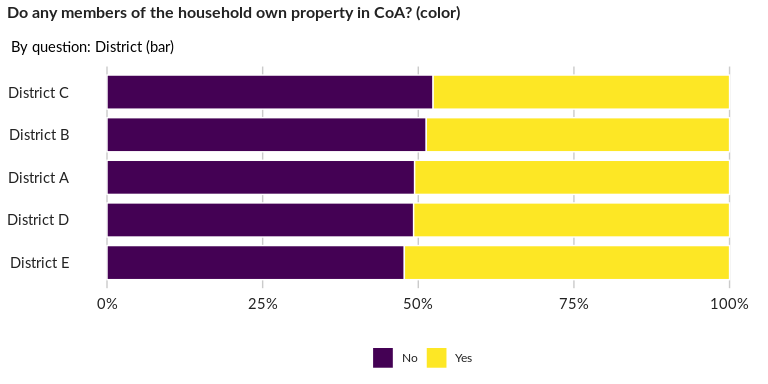 Do any members of the household own property in CoA? (color)
By question: District (bar)
District C
District B
District A
District D
District E
0% 25% 50% 75% 100%
No Yes